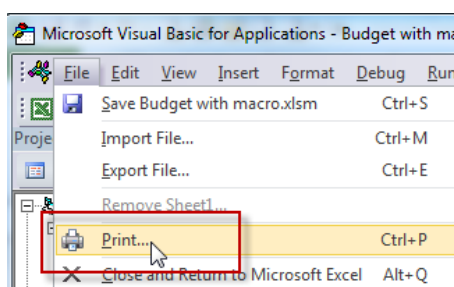 Microsoft Visual Basic for Applications - Budget with ma
File Edit View Insert Format Debug Run
Save Budget with macro.xlsm Ctrl+S
Import File... Ctrl+M
Proje
Export File... Ctrl+E
Remove Sheet1...
Print... Ctrl+P
Close and Return to Microsoft Excel Alt+Q